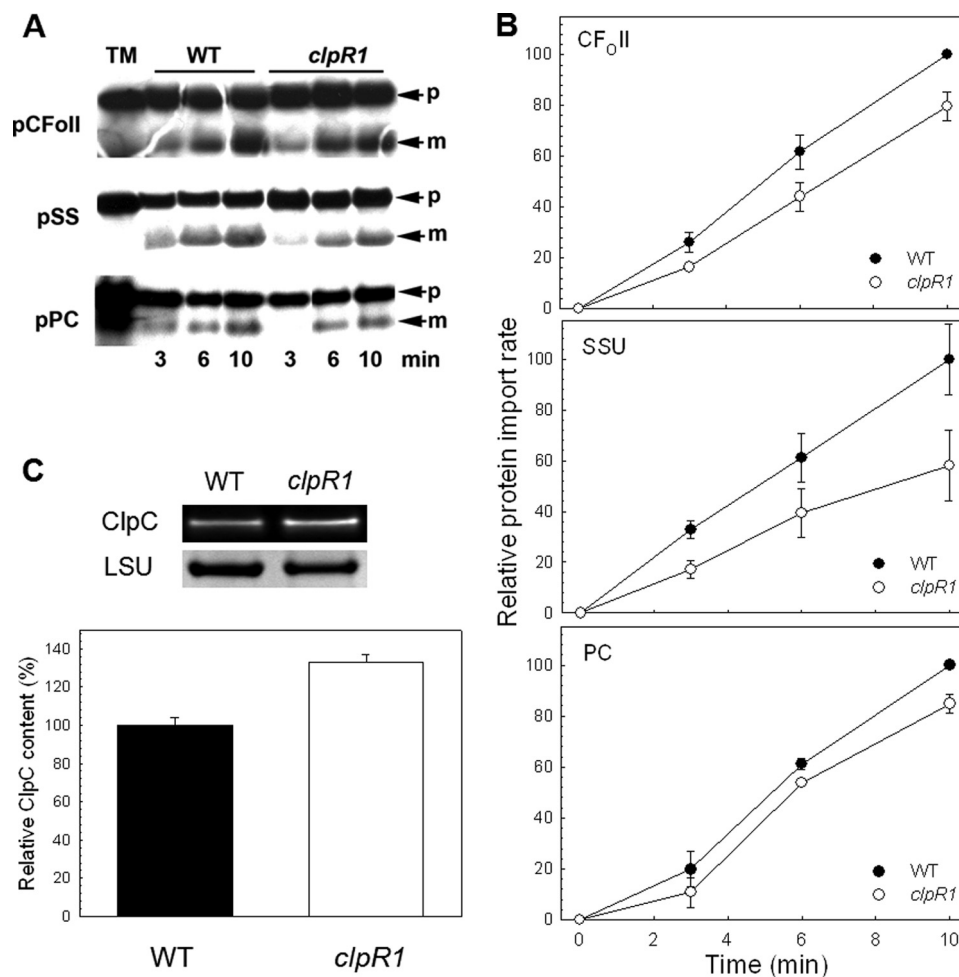 A
TM WT clpR1
pCFoII p
m
pSS p
m
pPC p
m
3 6 10 3 6 10 min
B
CFOII
100
80
60
40
20
0
WT
clpR1
SSU
100
80
60
40
20
0
WT
clpR1
PC
100
80
60
40
20
0
WT
clpR1
0 2 4 6 8 10
Time (min)
Relative protein import rate
C
WT clpR1
ClpC
LSU
140
120
100
80
60
40
20
0
Relative ClpC content (%)
WT clpR1